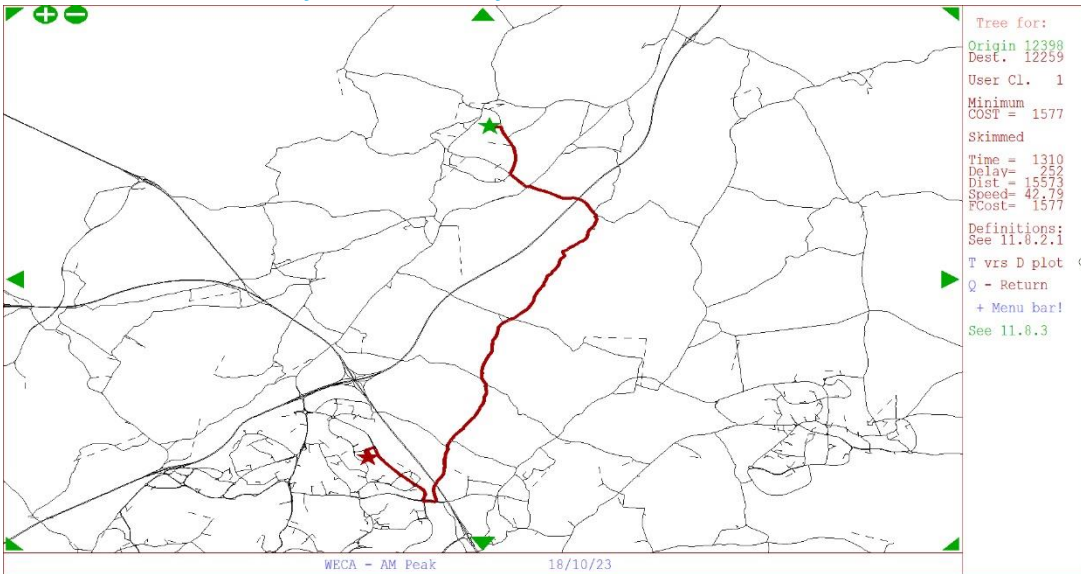 Tree for:
Origin 12398
Dest. 12259
User Cl. 1
Minimum
COST = 1577
Skimmed
Time = 1310
Delay= 252
Dist = 15573
Speed= 42.79
FCost= 1577
Definitions:
See 11.8.2.1
T vrs D plot
Q - Return
+ Menu bar!
See 11.8.3
WECA - AM Peak 18/10/23